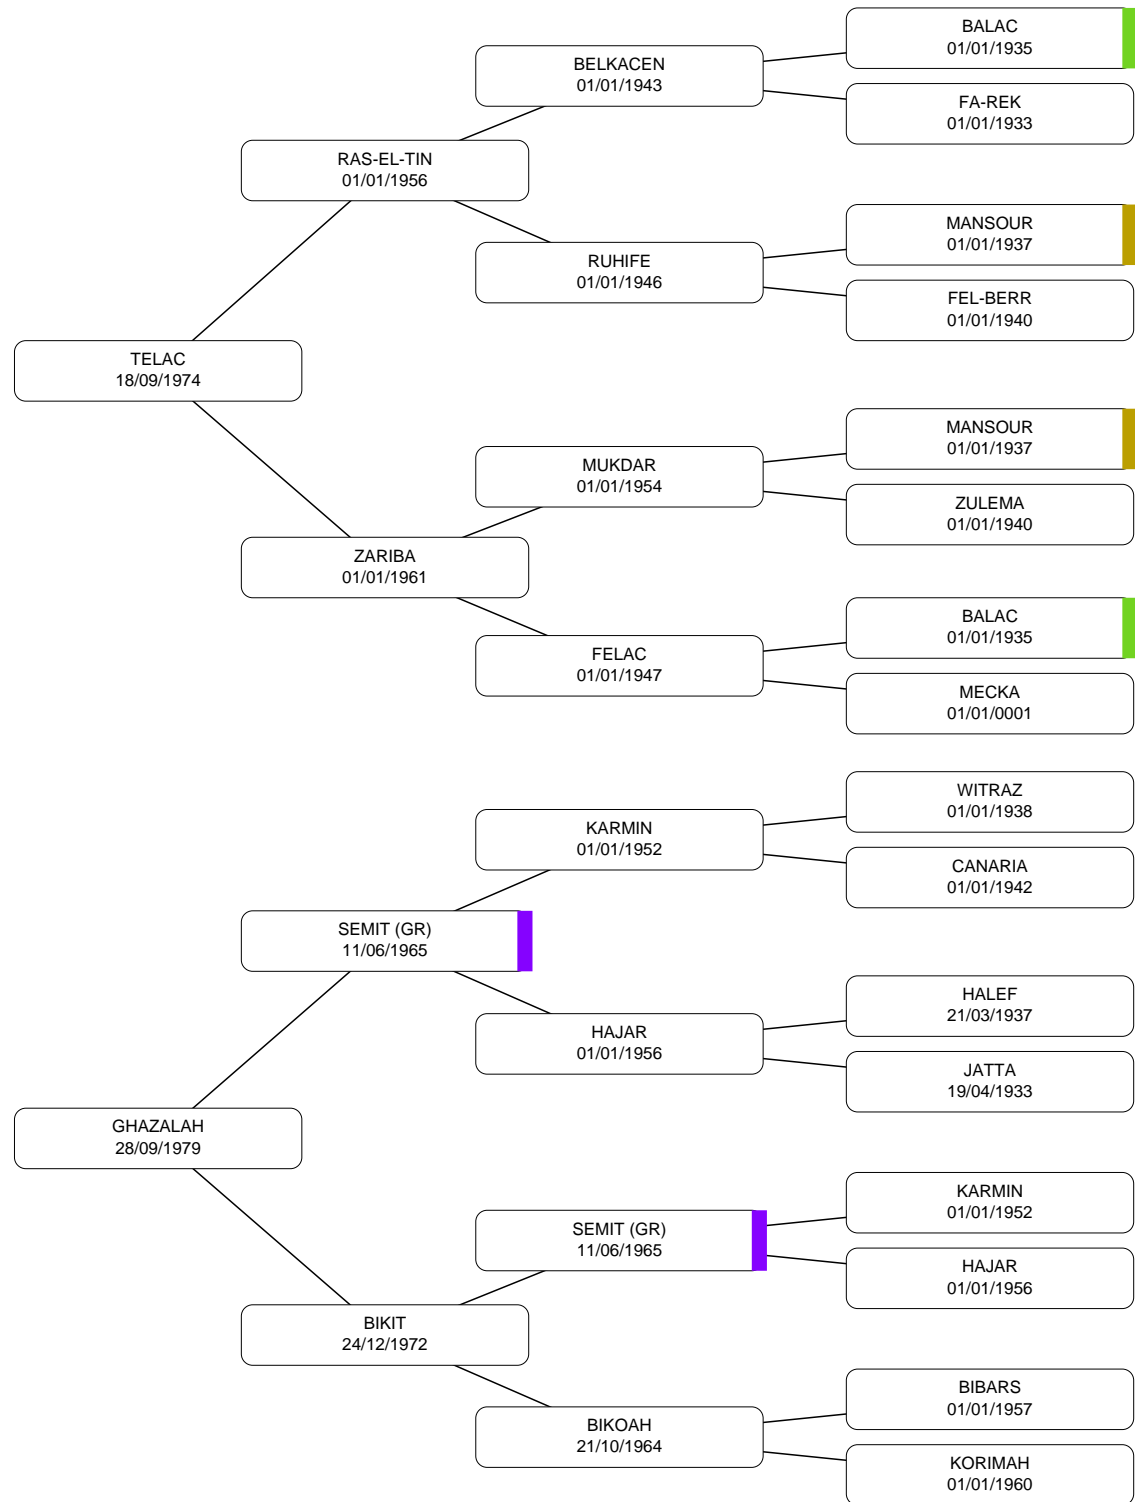 BALAC
01/01/1935
BELKACEN
01/01/1943
FA-REK
01/01/1933
RAS-EL-TIN
01/01/1956
MANSOUR
01/01/1937
RUHIFE
01/01/1946
FEL-BERR
01/01/1940
TELAC
18/09/1974
MANSOUR
01/01/1937
MUKDAR
01/01/1954
ZULEMA
01/01/1940
ZARIBA
01/01/1961
BALAC
01/01/1935
FELAC
01/01/1947
MECKA
01/01/0001
WITRAZ
01/01/1938
KARMIN
01/01/1952
CANARIA
01/01/1942
SEMIT (GR)
11/06/1965
HALEF
21/03/1937
HAJAR
01/01/1956
JATTA
19/04/1933
GHAZALAH
28/09/1979
KARMIN
01/01/1952
SEMIT (GR)
11/06/1965
HAJAR
01/01/1956
BIKIT
24/12/1972
BIBARS
01/01/1957
BIKOAH
21/10/1964
KORIMAH
01/01/1960